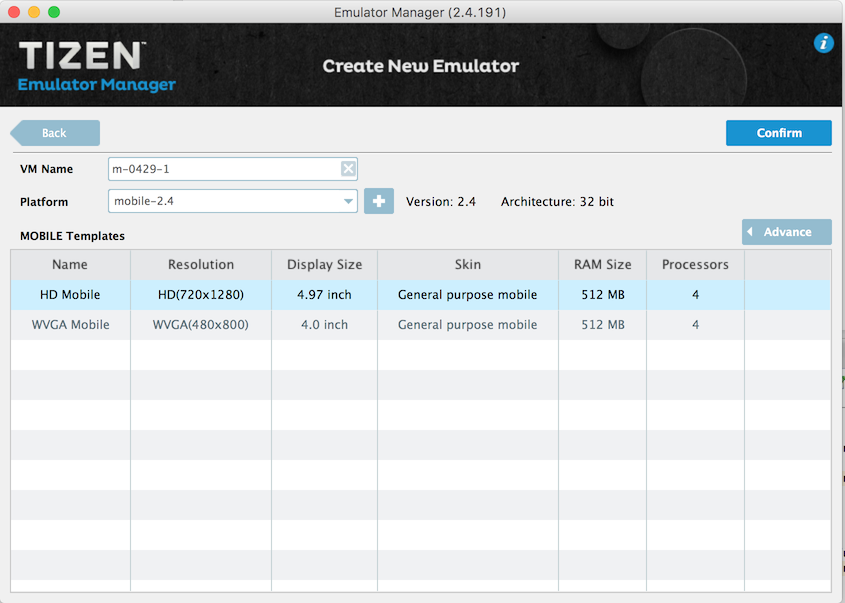 Emulator Manager (2.4.191)
TIZEN™
Emulator Manager
Create New Emulator
i
Back
Confirm
VM Name
m-0429-1
Platform
mobile-2.4
Version: 2.4
Architecture: 32 bit
MOBILE Templates
Advance
Name Resolution Display Size Skin RAM Size Processors
HD Mobile HD(720x1280) 4.97 inch General purpose mobile 512 MB 4
WVGA Mobile WVGA(480x800) 4.0 inch General purpose mobile 512 MB 4